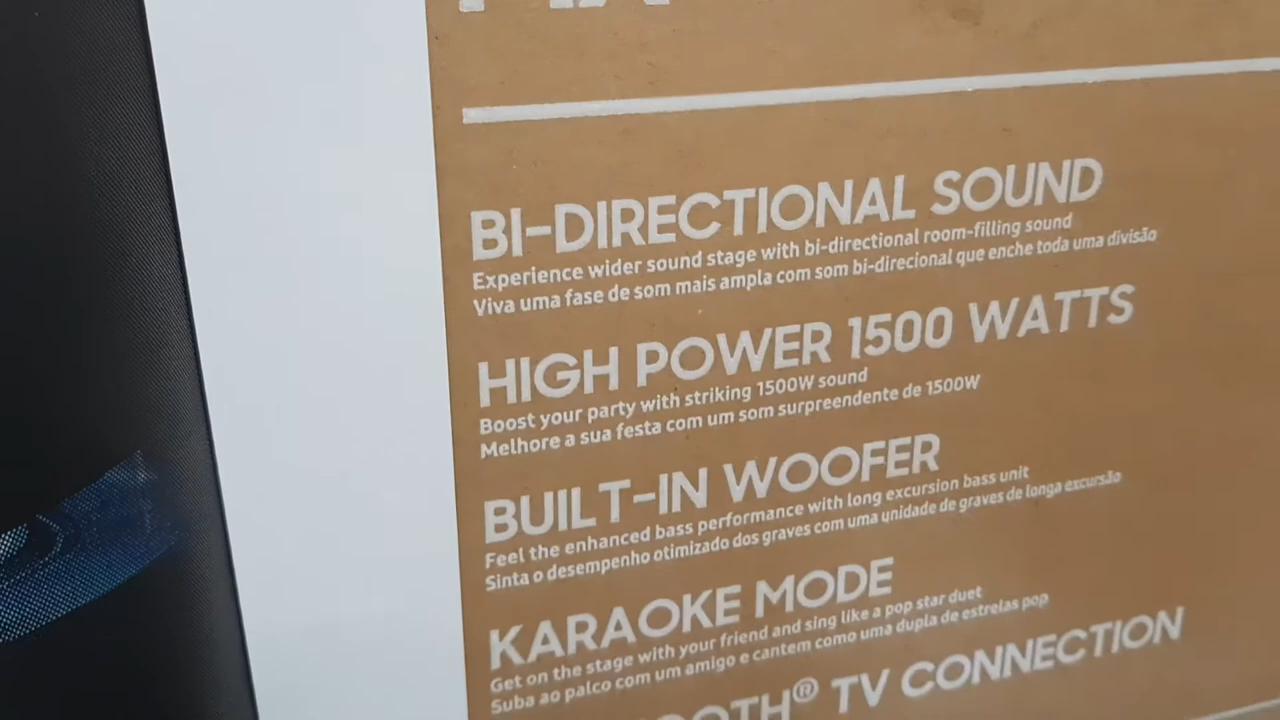 BI-DIRECTIONAL SOUND
Experience wider sound stage with bi-directional room-filling sound
Viva uma fase de som mais ampla com som bi-direcional que enche toda uma divisão
HIGH POWER 1500 WATTS
Boost your party with striking 1500W sound
Melhore a sua festa com um som surpreendente de 1500W
BUILT-IN WOOFER
Feel the enhanced bass performance with long excursion bass unit
Sinta o desempenho otimizado dos graves com uma unidade de graves de longa excursão
KARAOKE MODE
Get on the stage with your friend and sing like a pop star duet
Suba ao palco com um amigo e cantem como uma dupla de estrelas pop
TV CONNECTION